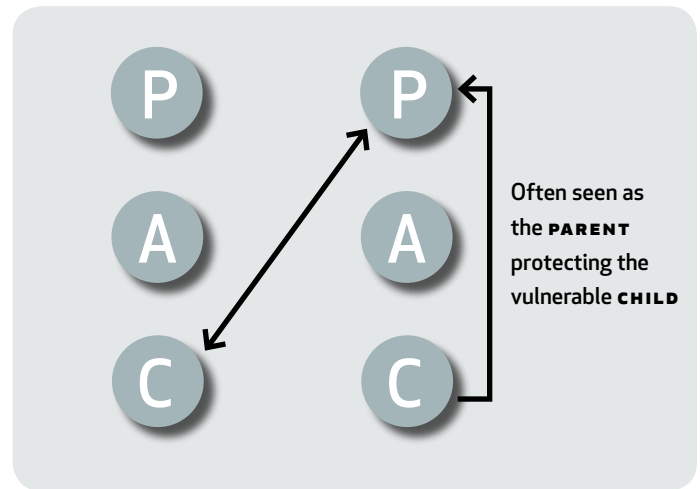 P
P
A
A
C
C
Often seen as
the PARENT
protecting the
vulnerable CHILD